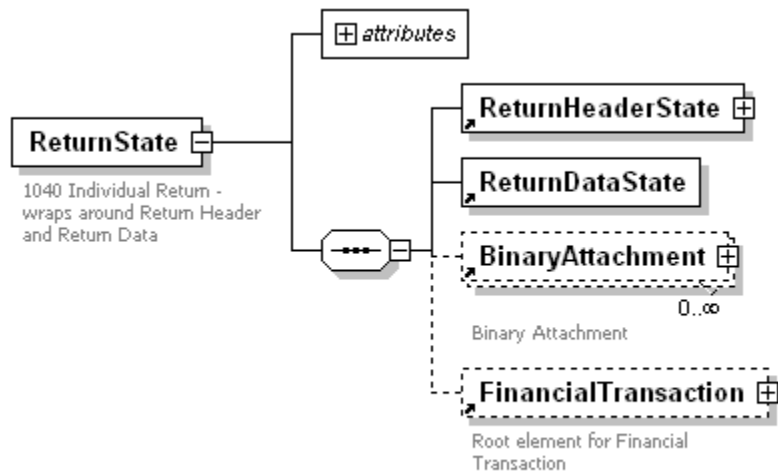 attributes
ReturnHeaderState
ReturnState
1040 Individual Return -
wraps around Return Header
and Return Data
ReturnDataState
BinaryAttachment
0..∞
Binary Attachment
FinancialTransaction
Root element for Financial
Transaction